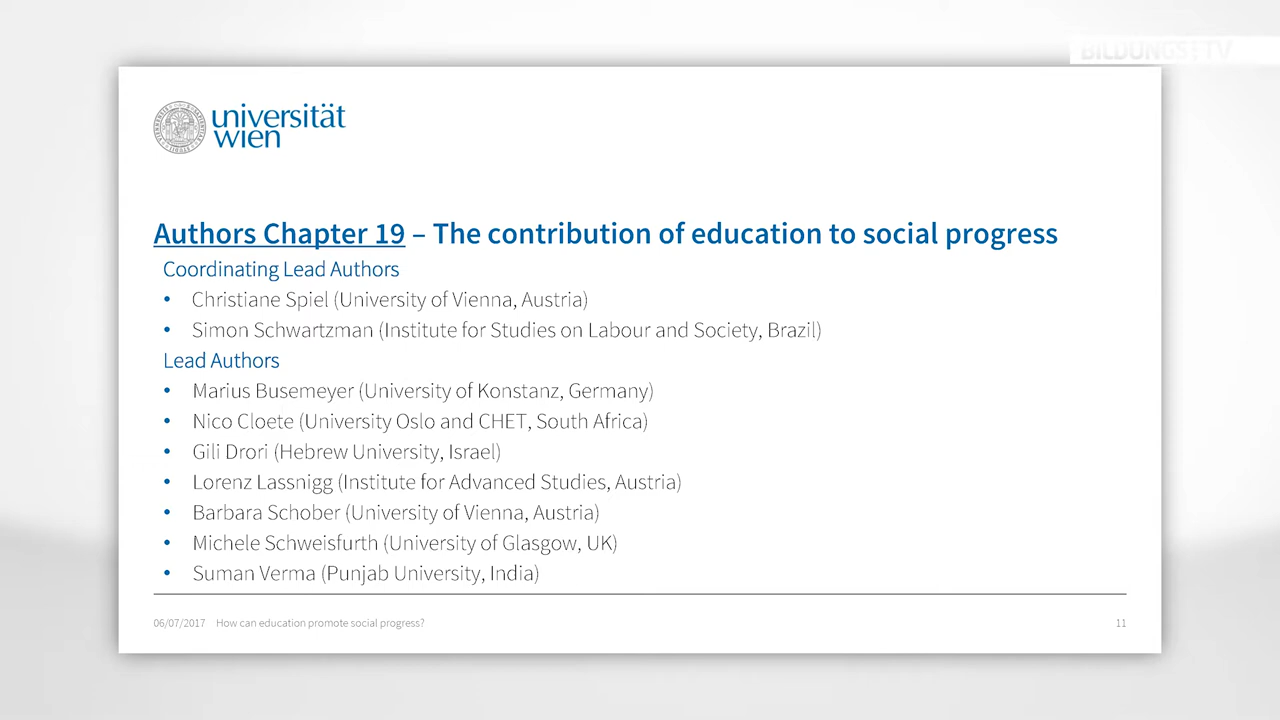 BILDUNGS TV
universität
wien
Authors Chapter 19 – The contribution of education to social progress
Coordinating Lead Authors
• Christiane Spiel (University of Vienna, Austria)
• Simon Schwartzman (Institute for Studies on Labour and Society, Brazil)
Lead Authors
• Marius Busemeyer (University of Konstanz, Germany)
• Nico Cloete (University Oslo and CHET, South Africa)
• Gili Drori (Hebrew University, Israel)
• Lorenz Lassnigg (Institute for Advanced Studies, Austria)
• Barbara Schober (University of Vienna, Austria)
• Michele Schweisfurth (University of Glasgow, UK)
• Suman Verma (Punjab University, India)
06/07/2017 How can education promote social progress? 11